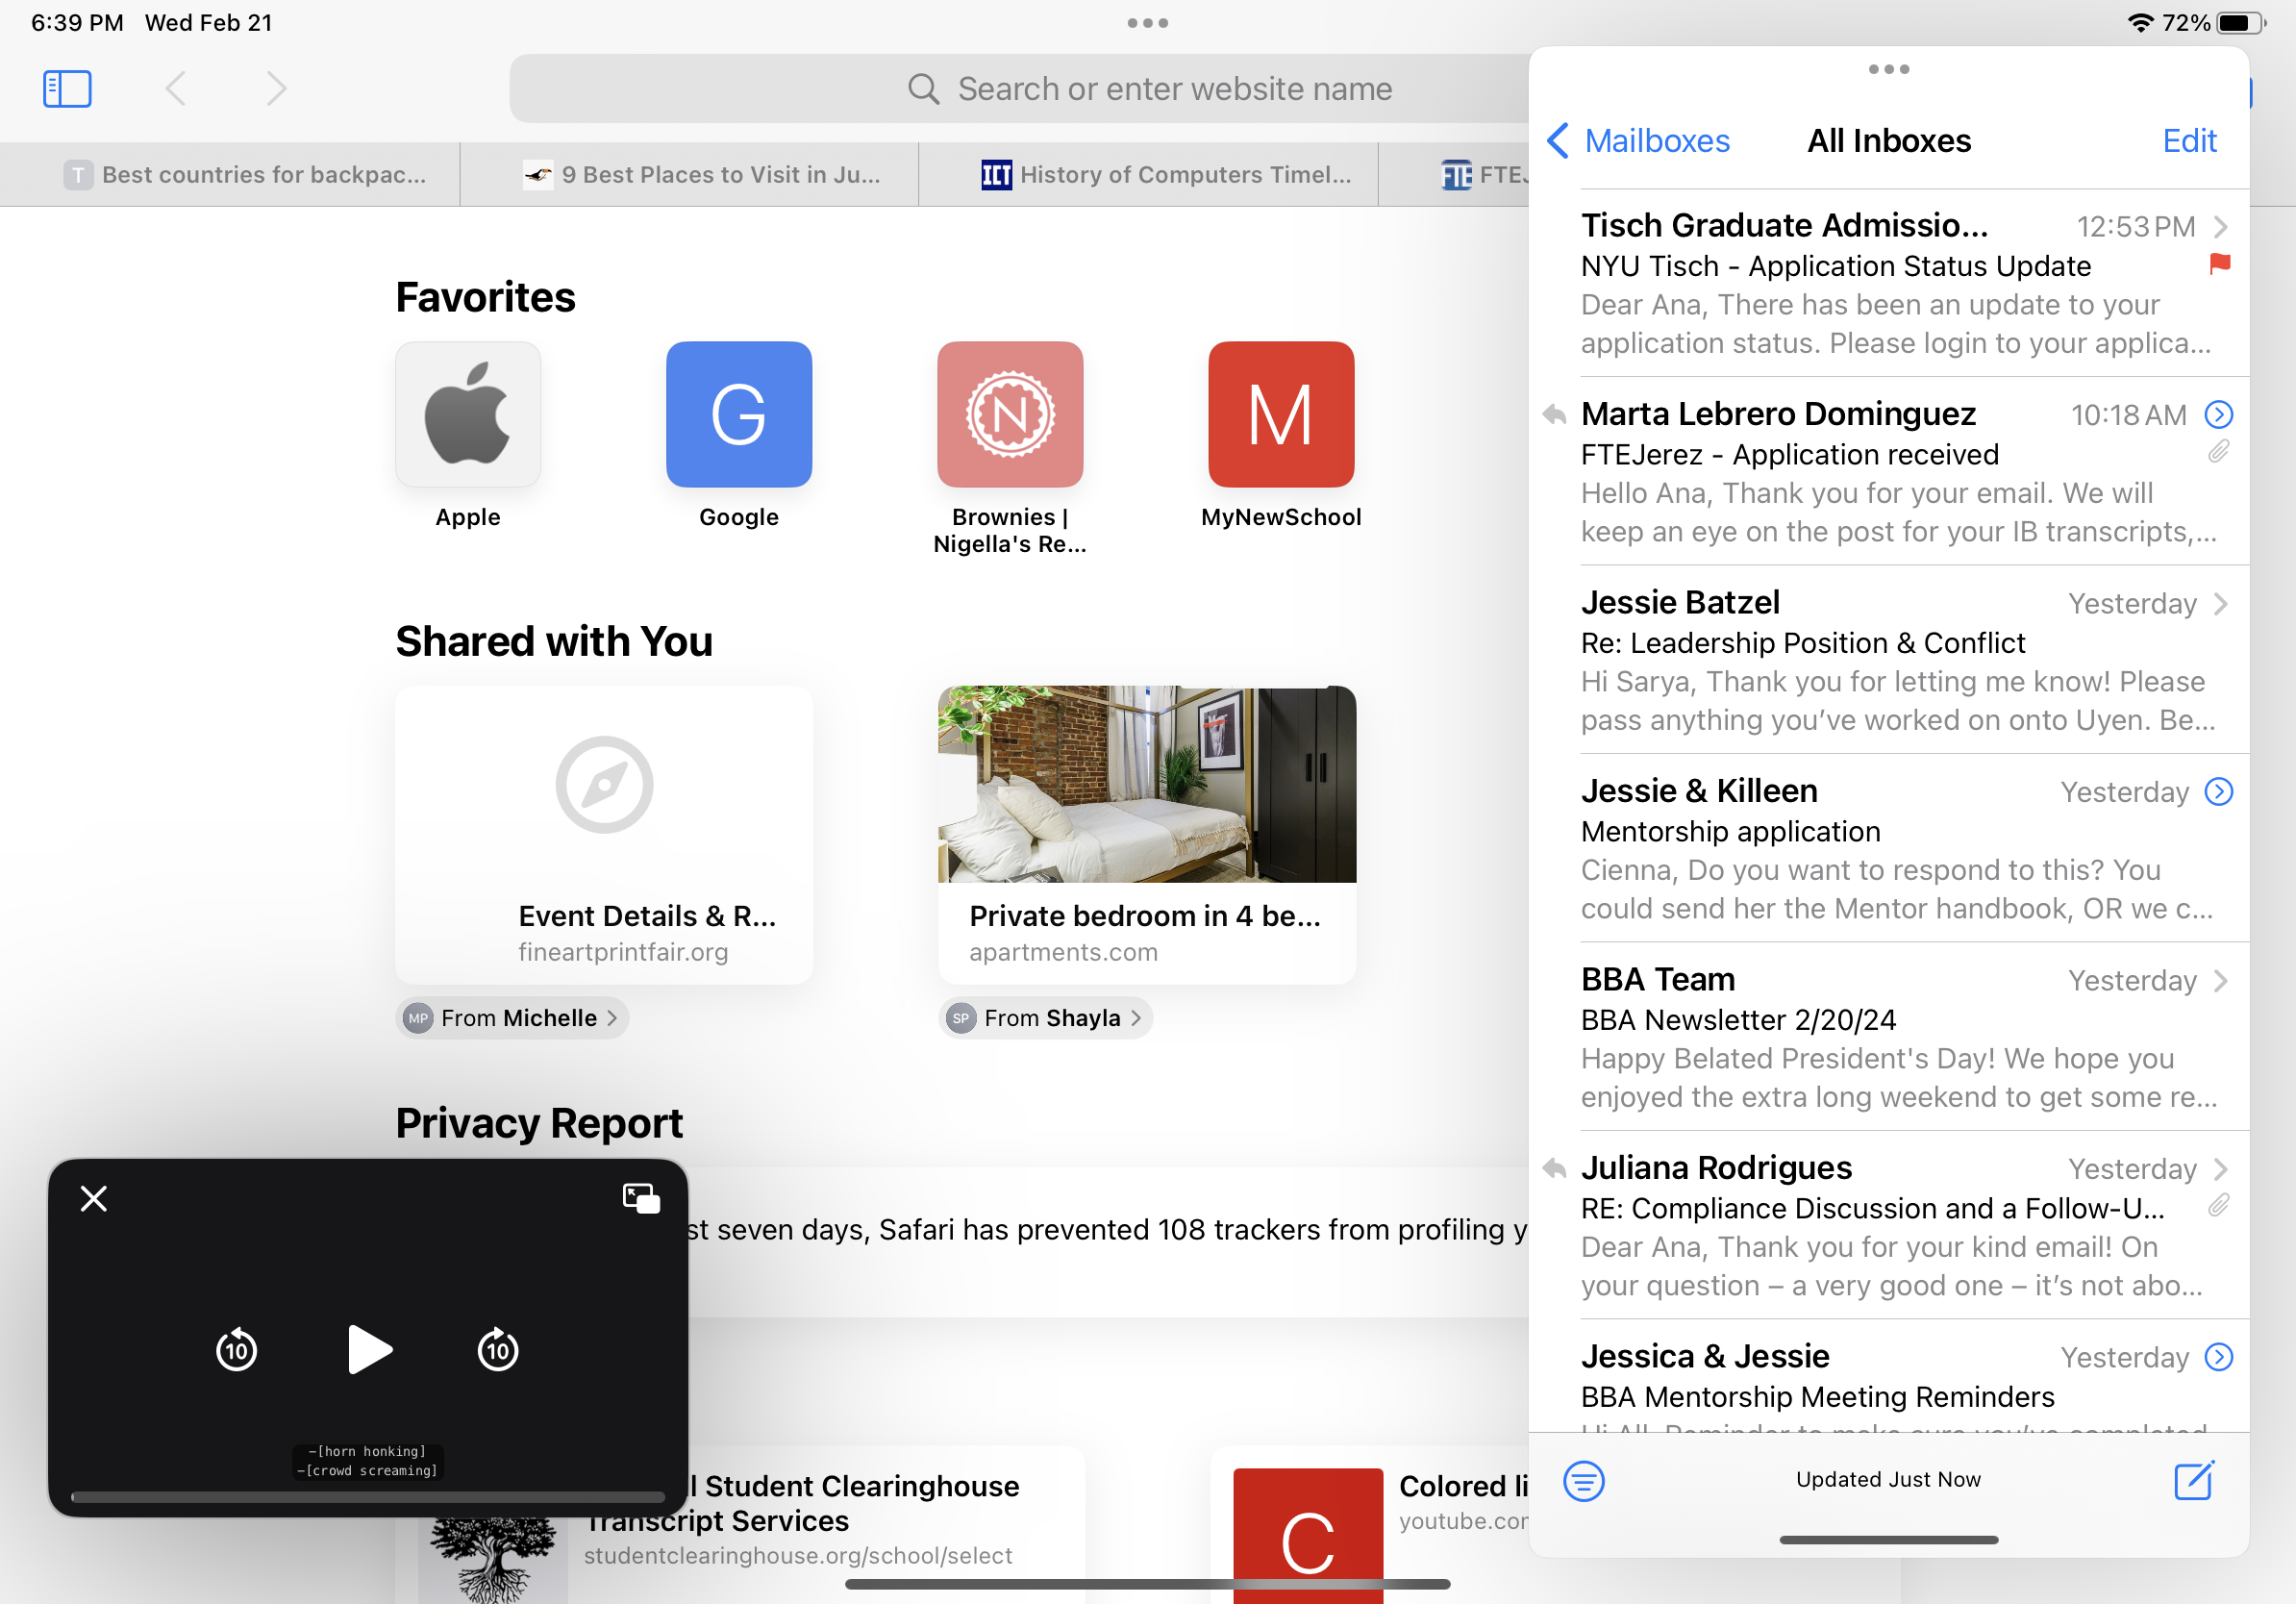 6:39 PM Wed Feb 21
72%
Search or enter website name
T Best countries for backpac...
9 Best Places to Visit in Ju...
ICT History of Computers Timel...
FTE FTEJ
Favorites
G
N
M
Apple
Google
Brownies |
Nigella's Re...
MyNewSchool
Shared with You
Event Details & R...
fineartprintfair.org
MP From Michelle
Private bedroom in 4 be...
apartments.com
SP From Shayla
Privacy Report
st seven days, Safari has prevented 108 trackers from profiling y
10
10
-[horn honking]
-[crowd screaming]
l Student Clearinghouse
Transcript Services
studentclearinghouse.org/school/select
C
Colored li
youtube.com
Mailboxes
All Inboxes
Edit
Tisch Graduate Admissio... 12:53 PM
NYU Tisch - Application Status Update
Dear Ana, There has been an update to your
application status. Please login to your applica...
Marta Lebrero Dominguez 10:18 AM
FTEJerez - Application received
Hello Ana, Thank you for your email. We will
keep an eye on the post for your IB transcripts,...
Jessie Batzel Yesterday
Re: Leadership Position & Conflict
Hi Sarya, Thank you for letting me know! Please
pass anything you’ve worked on onto Uyen. Be...
Jessie & Killeen Yesterday
Mentorship application
Cienna, Do you want to respond to this? You
could send her the Mentor handbook, OR we c...
BBA Team Yesterday
BBA Newsletter 2/20/24
Happy Belated President's Day! We hope you
enjoyed the extra long weekend to get some re...
Juliana Rodrigues Yesterday
RE: Compliance Discussion and a Follow-U...
Dear Ana, Thank you for your kind email! On
your question – a very good one – it’s not abo...
Jessica & Jessie Yesterday
BBA Mentorship Meeting Reminders
Hi All, Reminder to make sure you’ve completed
Updated Just Now